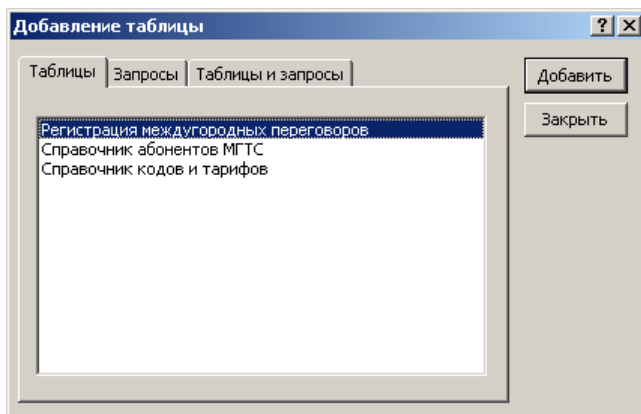 Добавление таблицы
Таблицы Запросы Таблицы и запросы
Добавить
Закрыть
Регистрация междугородных переговоров
Справочник абонентов МГТС
Справочник кодов и тарифов